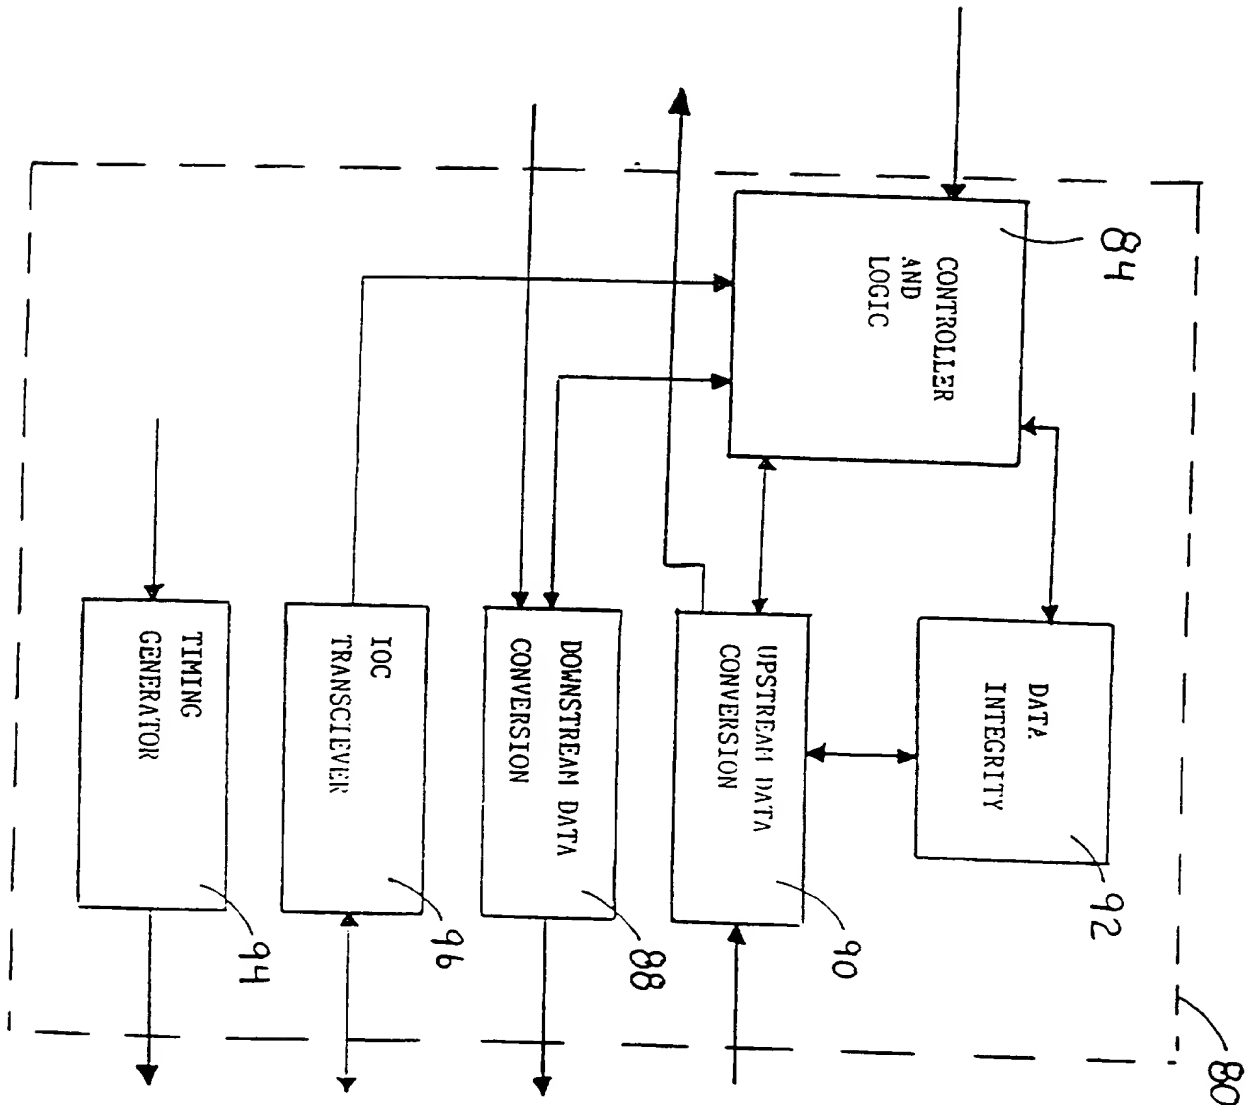 80
84
CONTROLLER
AND
LOGIC
DATA
INTEGRITY
92
UPSTREAM DATA
CONVERSION
90
DOWNSTREAM DATA
CONVERSION
88
IOC
TRANSCIEVER
96
TIMING
GENERATOR
94